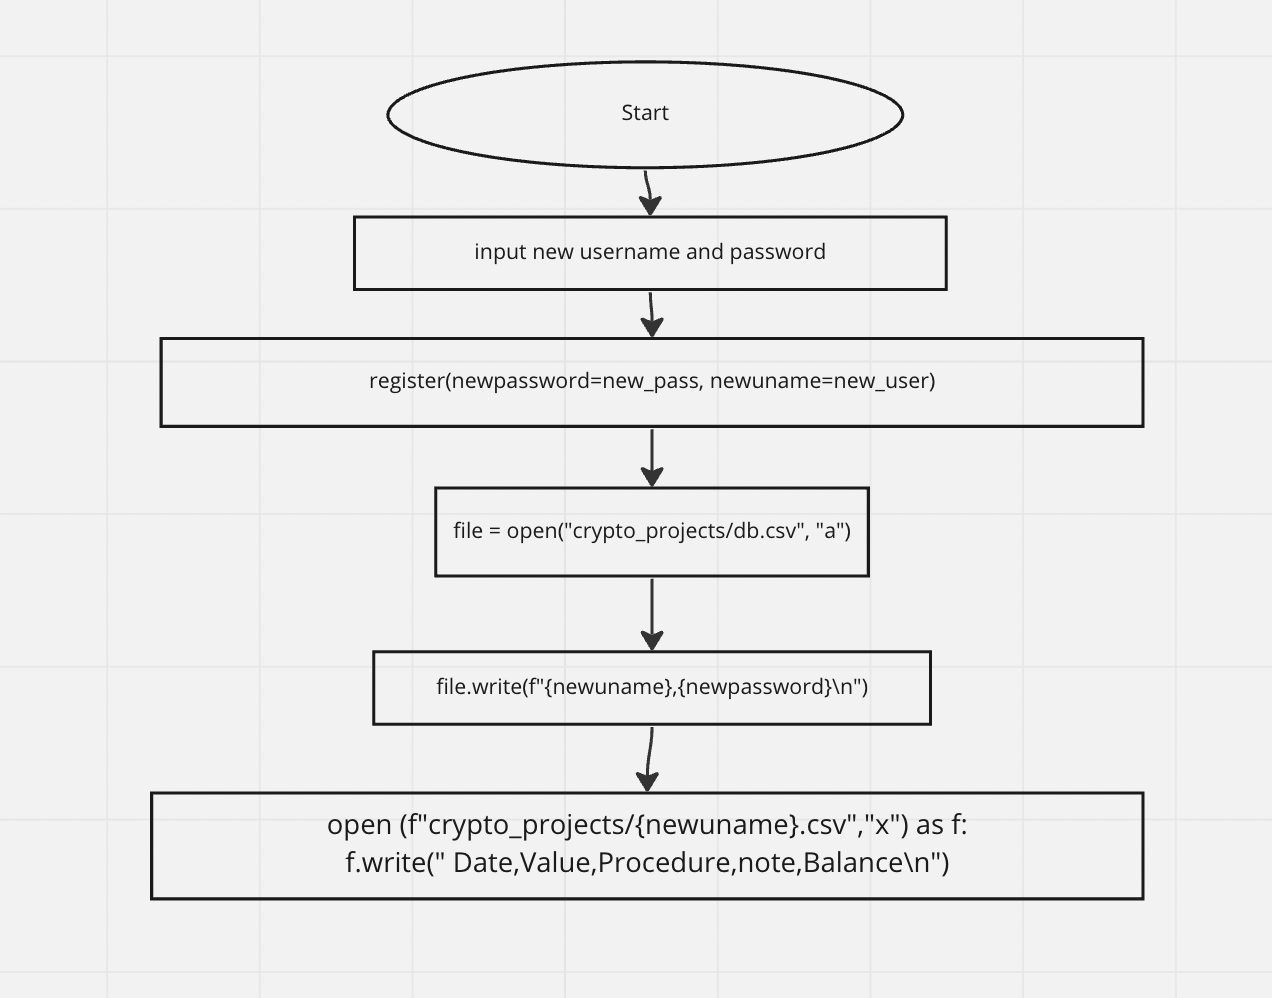 Start
input new username and password
register(newpassword=new_pass, newuname=new_user)
file = open("crypto_projects/db.csv", "a")
file.write(f"{newuname},{newpassword}\n")
open (f"crypto_projects/{newuname}.csv","x") as f:
f.write(" Date,Value,Procedure,note,Balance\n")